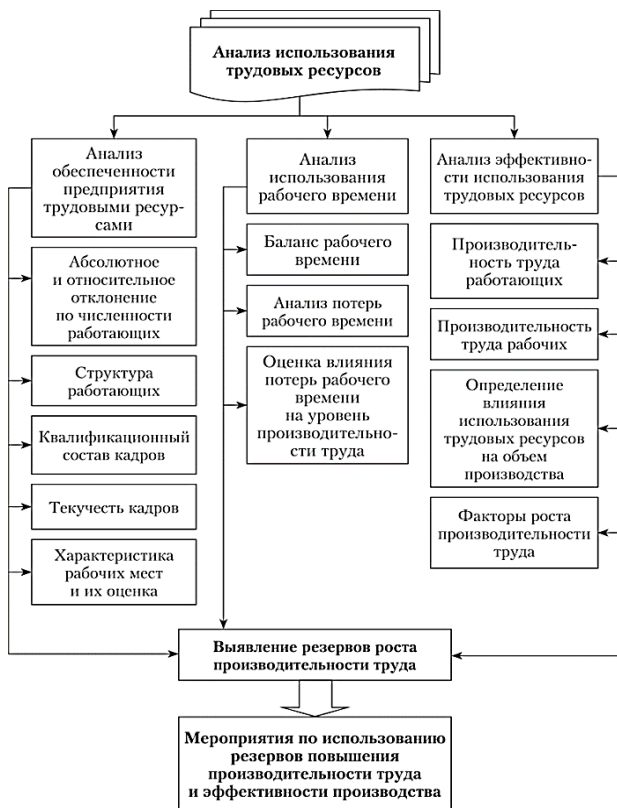 Анализ использования
трудовых ресурсов
Анализ
обеспеченности
предприятия
трудовыми ресур-
сами
Абсолютное
и относительное
отклонение
по численности
работающих
Структура
работающих
Квалификационный
состав кадров
Текучесть кадров
Характеристика
рабочих мест
и их оценка
Анализ
использования
рабочего времени
Баланс рабочего
времени
Анализ потерь
рабочего времени
Оценка влияния
потерь рабочего
времени
на уровень
производительно-
сти труда
Анализ эффективно-
сти использования
трудовых ресурсов
Производитель-
ность труда
работающих
Производительность
труда рабочих
Определение
влияния
использования
трудовых ресурсов
на объем
производства
Факторы роста
производительности
труда
Выявление резервов роста
производительности труда
Мероприятия по использованию
резервов повышения
производительности труда
и эффективности производства